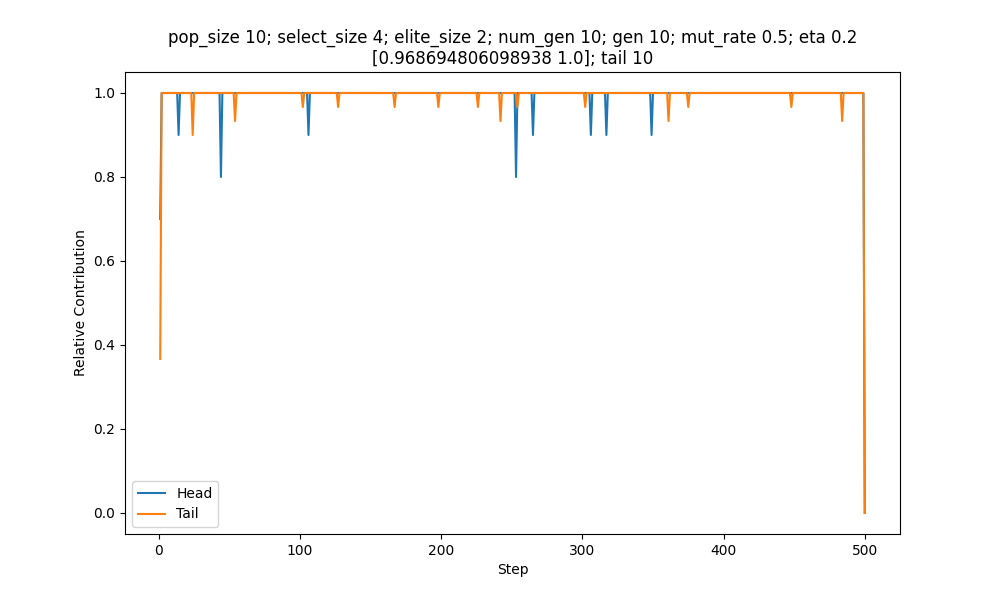 pop_size 10; select_size 4; elite_size 2; num_gen 10; gen 10; mut_rate 0.5; eta 0.2
[0.968694806098938 1.0]; tail 10
Relative Contribution
1.0
0.8
0.6
0.4
0.2
0.0
Head
Tail
0
100
200
300
400
500
Step